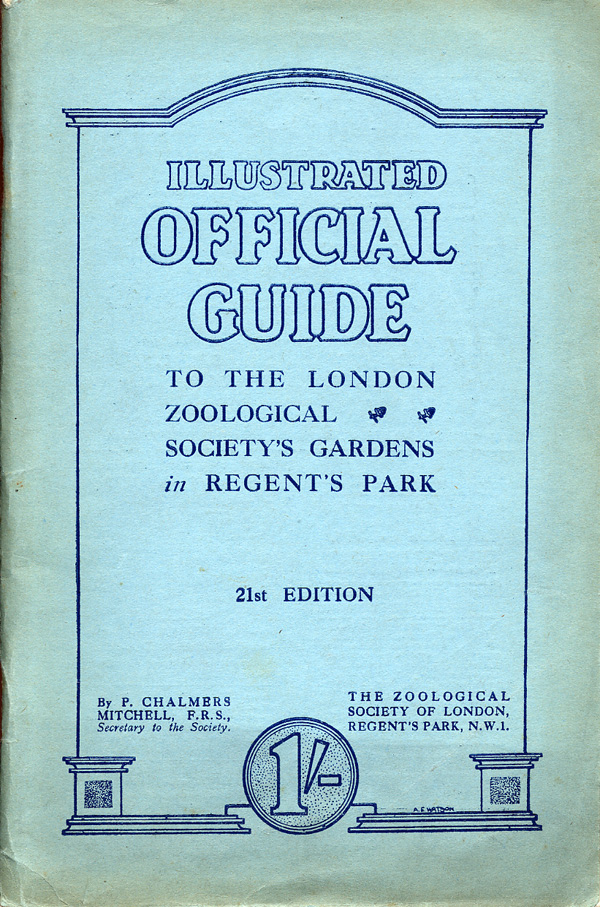 ILLUSTRATED
OFFICIAL
GUIDE
TO THE LONDON
ZOOLOGICAL
SOCIETY'S GARDENS
in REGENT'S PARK
21st EDITION
By P. CHALMERS
MITCHELL, F.R.S.,
Secretary to the Society.
THE ZOOLOGICAL
SOCIETY OF LONDON,
REGENT'S PARK, N.W.1.
1/-
A.E WATSON